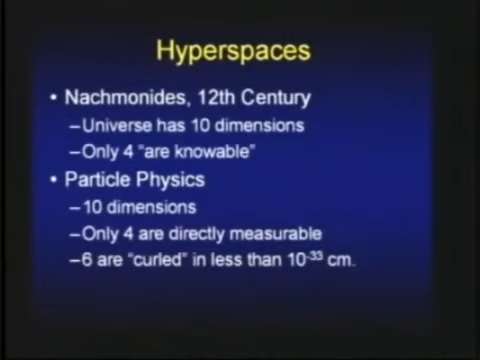 Hyperspaces
• Nachmonides, 12th Century
–Universe has 10 dimensions
–Only 4 “are knowable”
• Particle Physics
–10 dimensions
–Only 4 are directly measurable
–6 are “curled” in less than 10⁻³³ cm.